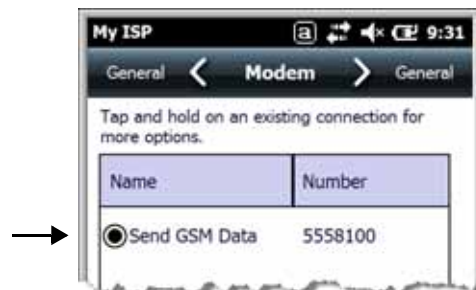 My ISP a 9:31
General Modem General
Tap and hold on an existing connection for
more options.
Name Number
Send GSM Data 5558100